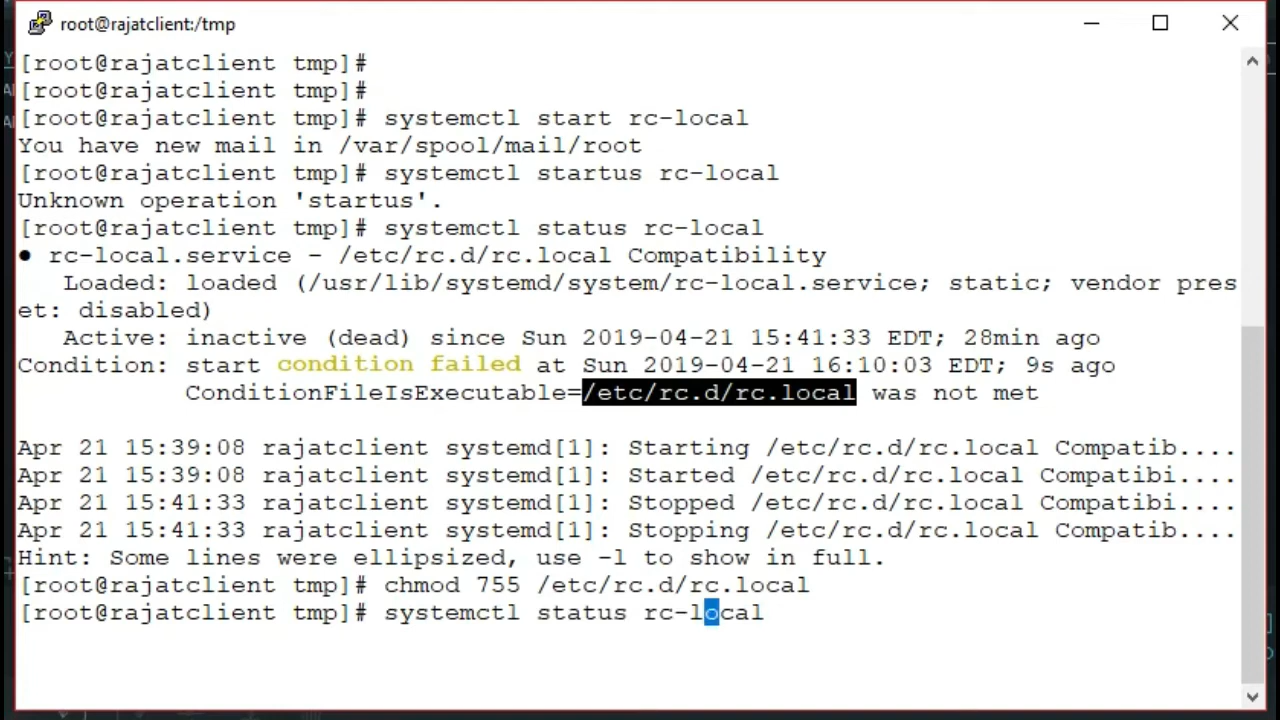 root@rajatclient:/tmp
[root@rajatclient tmp]#
[root@rajatclient tmp]#
[root@rajatclient tmp]# systemctl start rc-local
You have new mail in /var/spool/mail/root
[root@rajatclient tmp]# systemctl startus rc-local
Unknown operation 'startus'.
[root@rajatclient tmp]# systemctl status rc-local
● rc-local.service - /etc/rc.d/rc.local Compatibility
   Loaded: loaded (/usr/lib/systemd/system/rc-local.service; static; vendor pres
et: disabled)
   Active: inactive (dead) since Sun 2019-04-21 15:41:33 EDT; 28min ago
Condition: start condition failed at Sun 2019-04-21 16:10:03 EDT; 9s ago
           ConditionFileIsExecutable=/etc/rc.d/rc.local was not met
Apr 21 15:39:08 rajatclient systemd[1]: Starting /etc/rc.d/rc.local Compatib....
Apr 21 15:39:08 rajatclient systemd[1]: Started /etc/rc.d/rc.local Compatibi....
Apr 21 15:41:33 rajatclient systemd[1]: Stopped /etc/rc.d/rc.local Compatibi....
Apr 21 15:41:33 rajatclient systemd[1]: Stopping /etc/rc.d/rc.local Compatib....
Hint: Some lines were ellipsized, use -l to show in full.
[root@rajatclient tmp]# chmod 755 /etc/rc.d/rc.local
[root@rajatclient tmp]# systemctl status rc-local